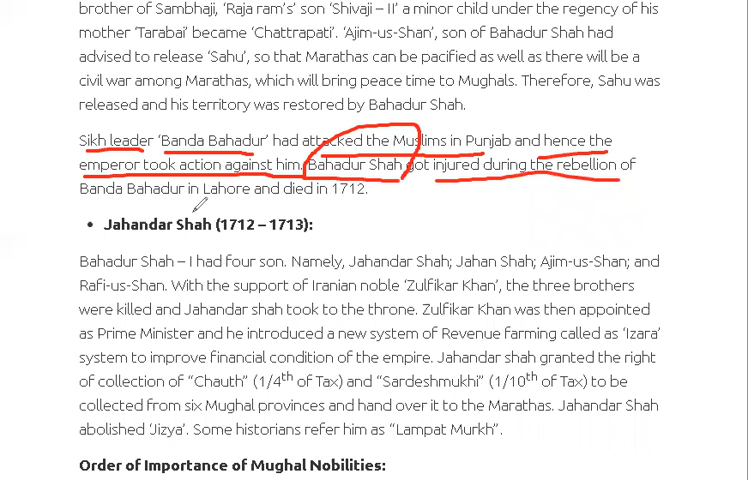 brother of Sambhaji, ‘Raja ram’s’ son ‘Shivaji – II’ a minor child under the regency of his
mother ‘Tarabai’ became ‘Chattrapati’. ‘Ajim-us-Shan’, son of Bahadur Shah had
advised to release ‘Sahu’, so that Marathas can be pacified as well as there will be a
civil war among Marathas, which will bring peace time to Mughals. Therefore, Sahu was
released and his territory was restored by Bahadur Shah.
Sikh leader ‘Banda Bahadur’ had attacked the Muslims in Punjab and hence the
emperor took action against him. Bahadur Shah got injured during the rebellion of
Banda Bahadur in Lahore and died in 1712.
• Jahandar Shah (1712 – 1713):
Bahadur Shah – I had four son. Namely, Jahandar Shah; Jahan Shah; Ajim-us-Shan; and
Rafi-us-Shan. With the support of Iranian noble ‘Zulfikar Khan’, the three brothers
were killed and Jahandar shah took to the throne. Zulfikar Khan was then appointed
as Prime Minister and he introduced a new system of Revenue farming called as ‘Izara’
system to improve financial condition of the empire. Jahandar shah granted the right
of collection of “Chauth” (1/4th of Tax) and “Sardeshmukhi” (1/10th of Tax) to be
collected from six Mughal provinces and hand over it to the Marathas. Jahandar Shah
abolished ‘Jizya’. Some historians refer him as “Lampat Murkh”.
Order of Importance of Mughal Nobilities: